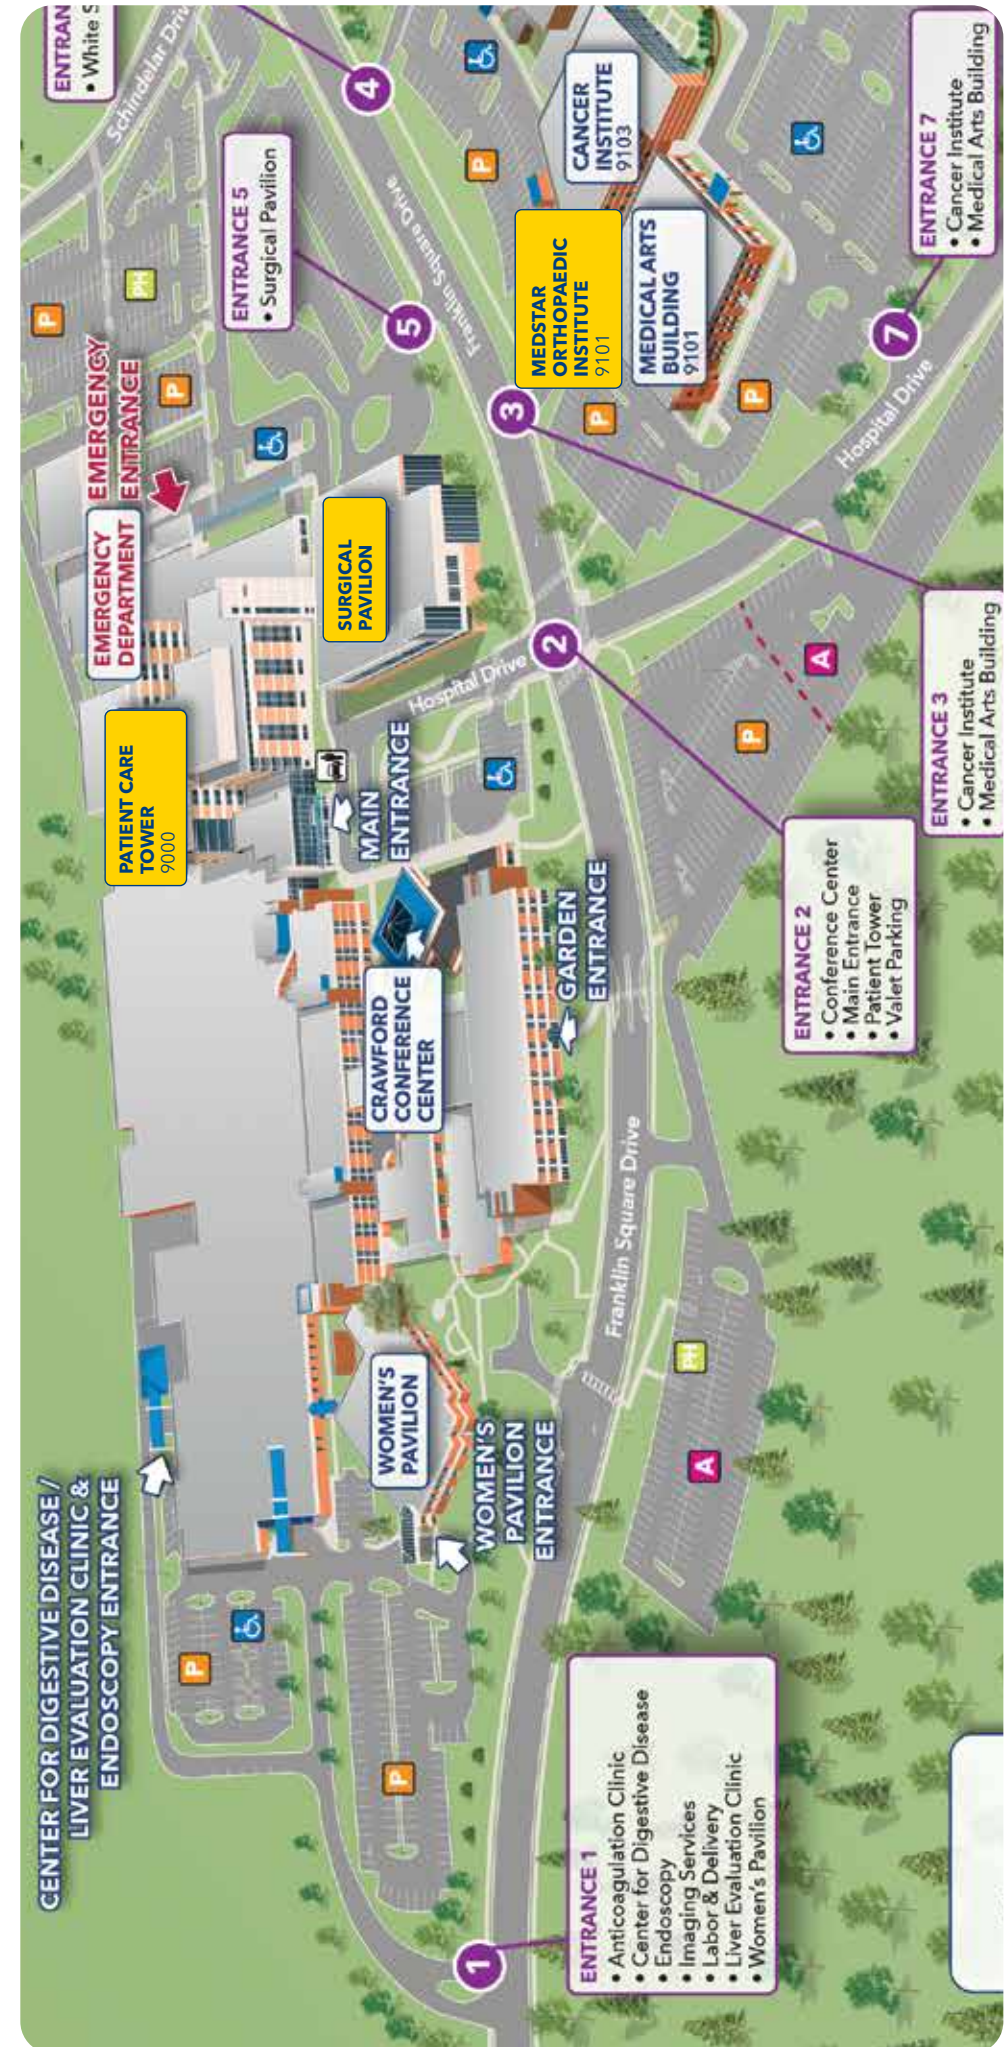 CENTER FOR DIGESTIVE DISEASE /
LIVER EVALUATION CLINIC &
ENDOSCOPY ENTRANCE
P
P
1
ENTRANCE 1
• Anticoagulation Clinic
• Center for Digestive Disease
• Endoscopy
• Imaging Services
• Labor & Delivery
• Liver Evaluation Clinic
• Women's Pavilion
WOMEN'S
PAVILION
WOMEN'S
PAVILION
ENTRANCE
A
PH
Franklin Square Drive
CRAWFORD
CONFERENCE
CENTER
GARDEN
ENTRANCE
MAIN
ENTRANCE
PATIENT CARE
TOWER
9000
EMERGENCY
DEPARTMENT
EMERGENCY
ENTRANCE
SURGICAL
PAVILION
Hospital Drive
2
ENTRANCE 2
• Conference Center
• Main Entrance
• Patient Tower
• Valet Parking
P
A
3
ENTRANCE 3
• Cancer Institute
• Medical Arts Building
P
P
PH
5
ENTRANCE 5
• Surgical Pavilion
Franklin Square Drive
MEDSTAR
ORTHOPAEDIC
INSTITUTE
9101
MEDICAL ARTS
BUILDING
9101
CANCER
INSTITUTE
9103
P
P
P
Hospital Drive
7
ENTRANCE 7
• Cancer Institute
• Medical Arts Building
4
ENTRAN
• White S
Schindelar Driv